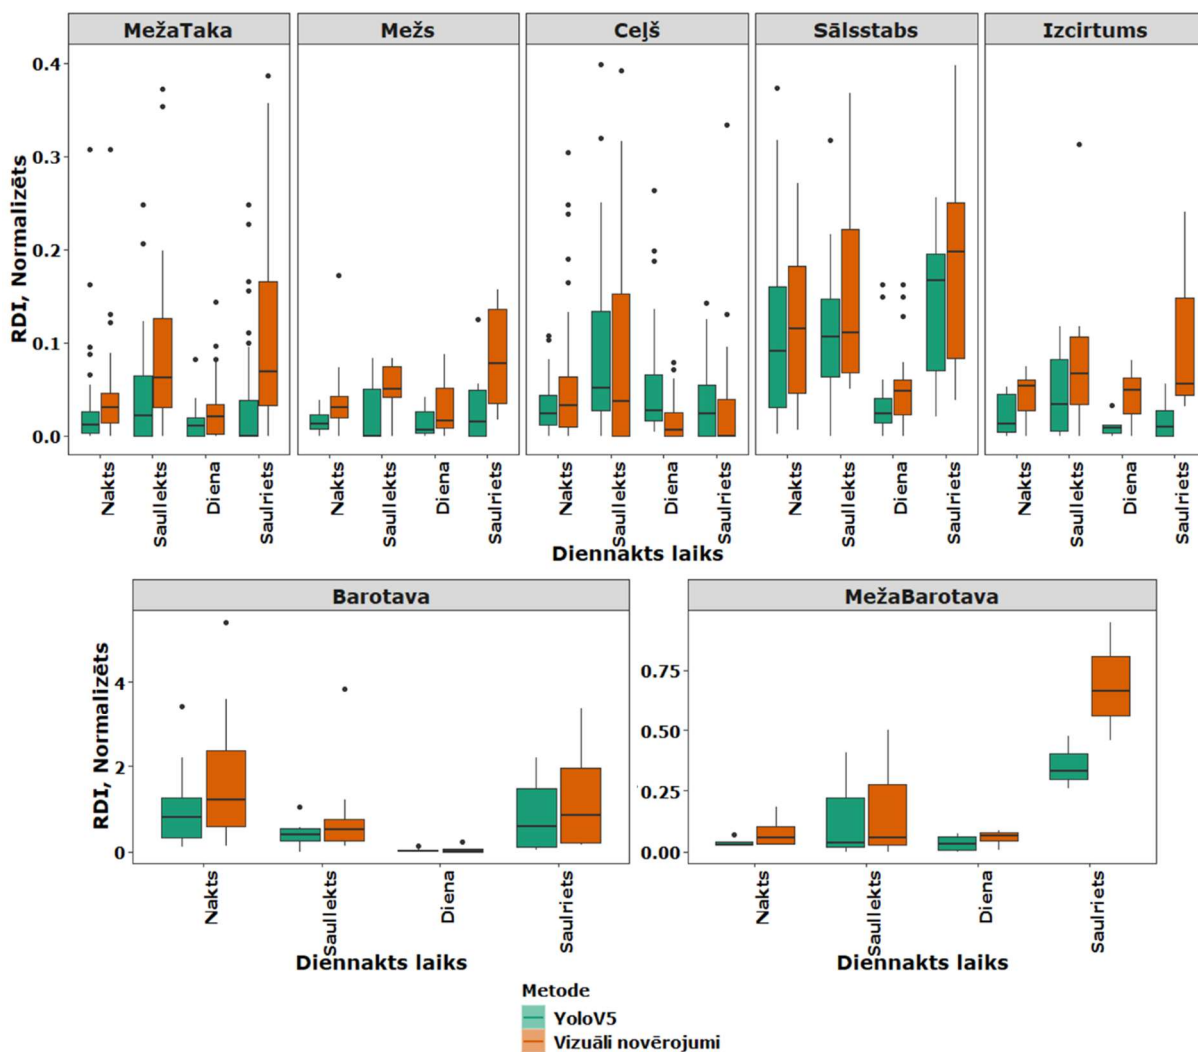 MežaTaka Mežs Ceļš Sālsstabs Izcirtums
RDI, Normalizēts
0.4
0.3
0.2
0.1
0.0
Nakts Saullekts Diena Saulriets Nakts Saullekts Diena Saulriets Nakts Saullekts Diena Saulriets Nakts Saullekts Diena Saulriets Nakts Saullekts Diena Saulriets
Diennakts laiks
Barotava MežaBarotava
RDI, Normalizēts
4
2
0
0.75
0.50
0.25
0.00
Nakts Saullekts Diena Saulriets Nakts Saullekts Diena Saulriets
Diennakts laiks Diennakts laiks
Metode
YoloV5
Vizuāli novērojumi